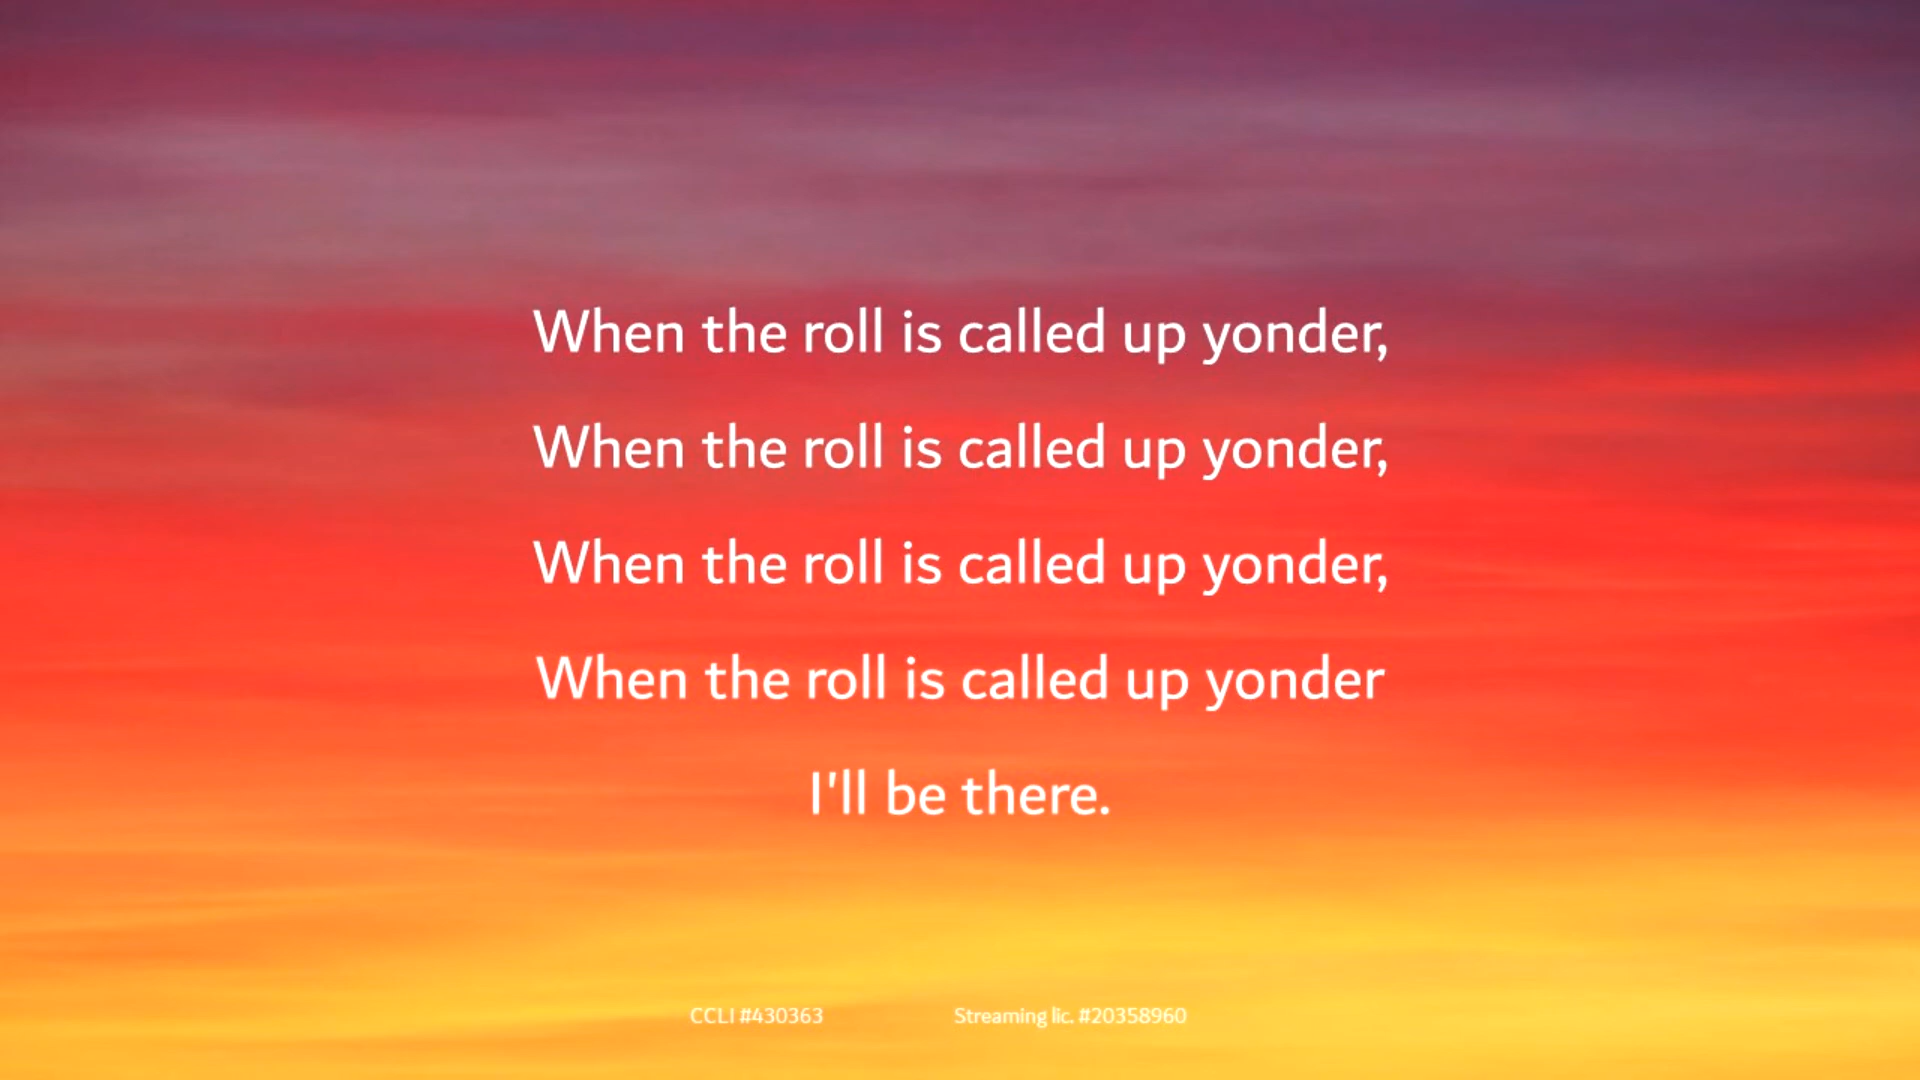 When the roll is called up yonder,
When the roll is called up yonder,
When the roll is called up yonder,
When the roll is called up yonder
I'll be there.
CCLI #430363 Streaming lic. #20358960